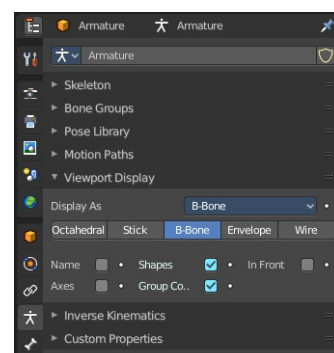 Armature Armature
Armature
Skeleton
Bone Groups
Pose Library
Motion Paths
Viewport Display
Display As B-Bone
Octahedral Stick B-Bone Envelope Wire
Name Shapes In Front
Axes Group Co..
Inverse Kinematics
Custom Properties